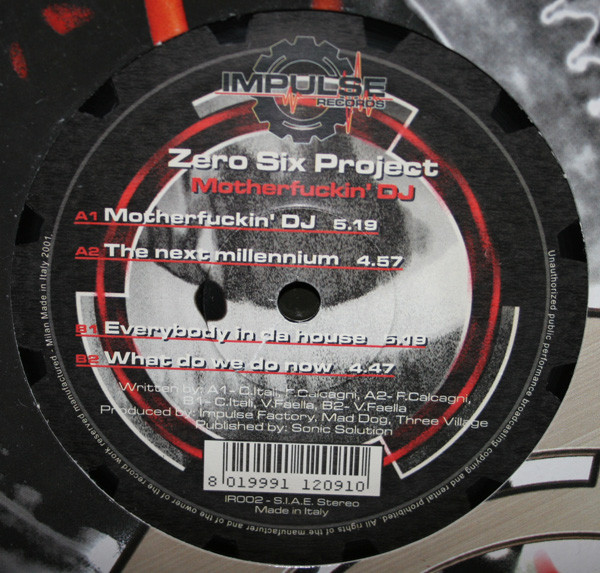 IMPULSE
RECORDS
Zero Six Project
Motherfuckin' DJ
A1 Motherfuckin' DJ 5.19
A2 The next millennium 4.57
B1 Everybody in da house 5.19
B2 What do we do now 4.47
Written by: A1- C.Itali, F.Calcagni, A2- F.Calcagni,
B1- C.Itali, V.Faella, B2- V.Faella
Produced by: Impulse Factory, Mad Dog, Three Village
Published by: Sonic Solution
8 019991 120910
IR002 - S.I.A.E. Stereo
Made in Italy
Unauthorized public performance broadcasting copying and rental prohibited. All rights of the manufacturer and of the owner of the record work reserved manufactured - Milan Made in Italy 2001